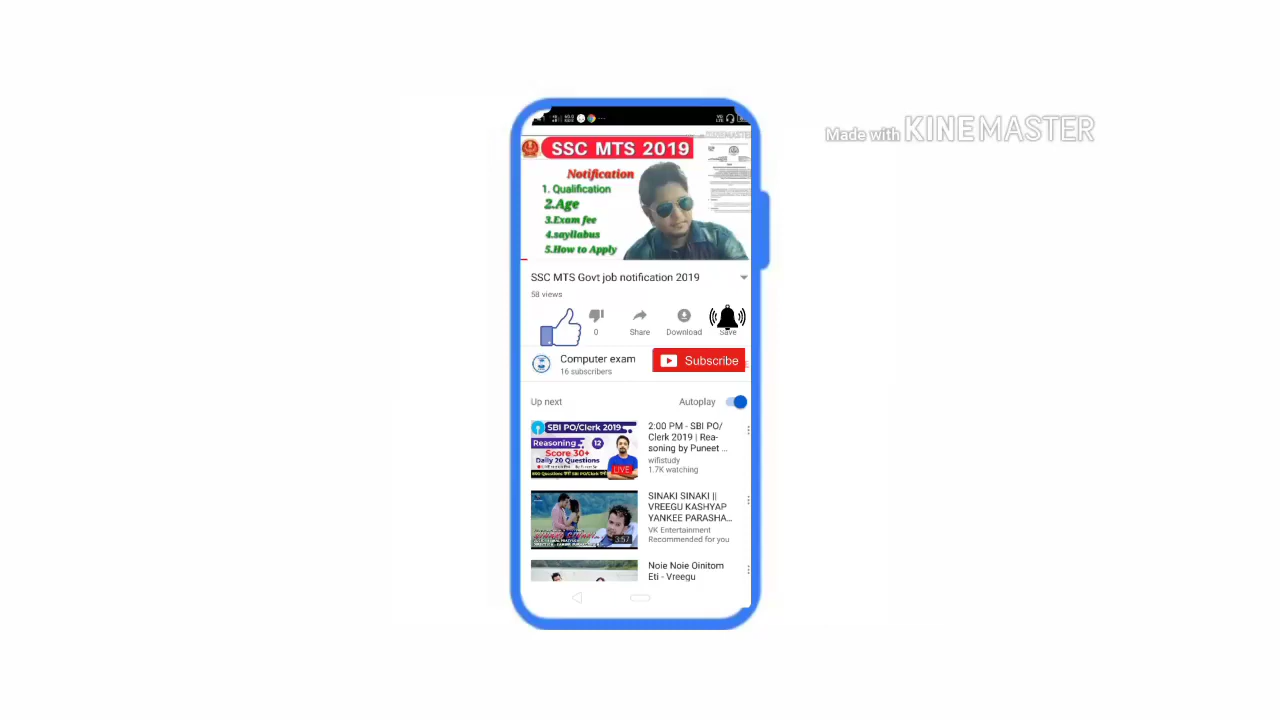 Made with KINEMASTER
SSC MTS 2019
Notification
1. Qualification
2.Age
3.Exam fee
4.sayllabus
5.How to Apply
SSC MTS Govt job notification 2019
58 views
0
Share
Download
Save
Computer exam
16 subscribers
Subscribe
Up next
Autoplay
SBI PO/Clerk 2019
Reasoning
12
Score 30+
Daily 20 Questions
LIVE
2:00 PM - SBI PO/
Clerk 2019 | Rea-
soning by Puneet ...
wifistudy
1.7K watching
3:57
SINAKI SINAKI ||
VREEGU KASHYAP
YANKEE PARASHA...
VK Entertainment
Recommended for you
Noie Noie Oinitom
Eti - Vreegu